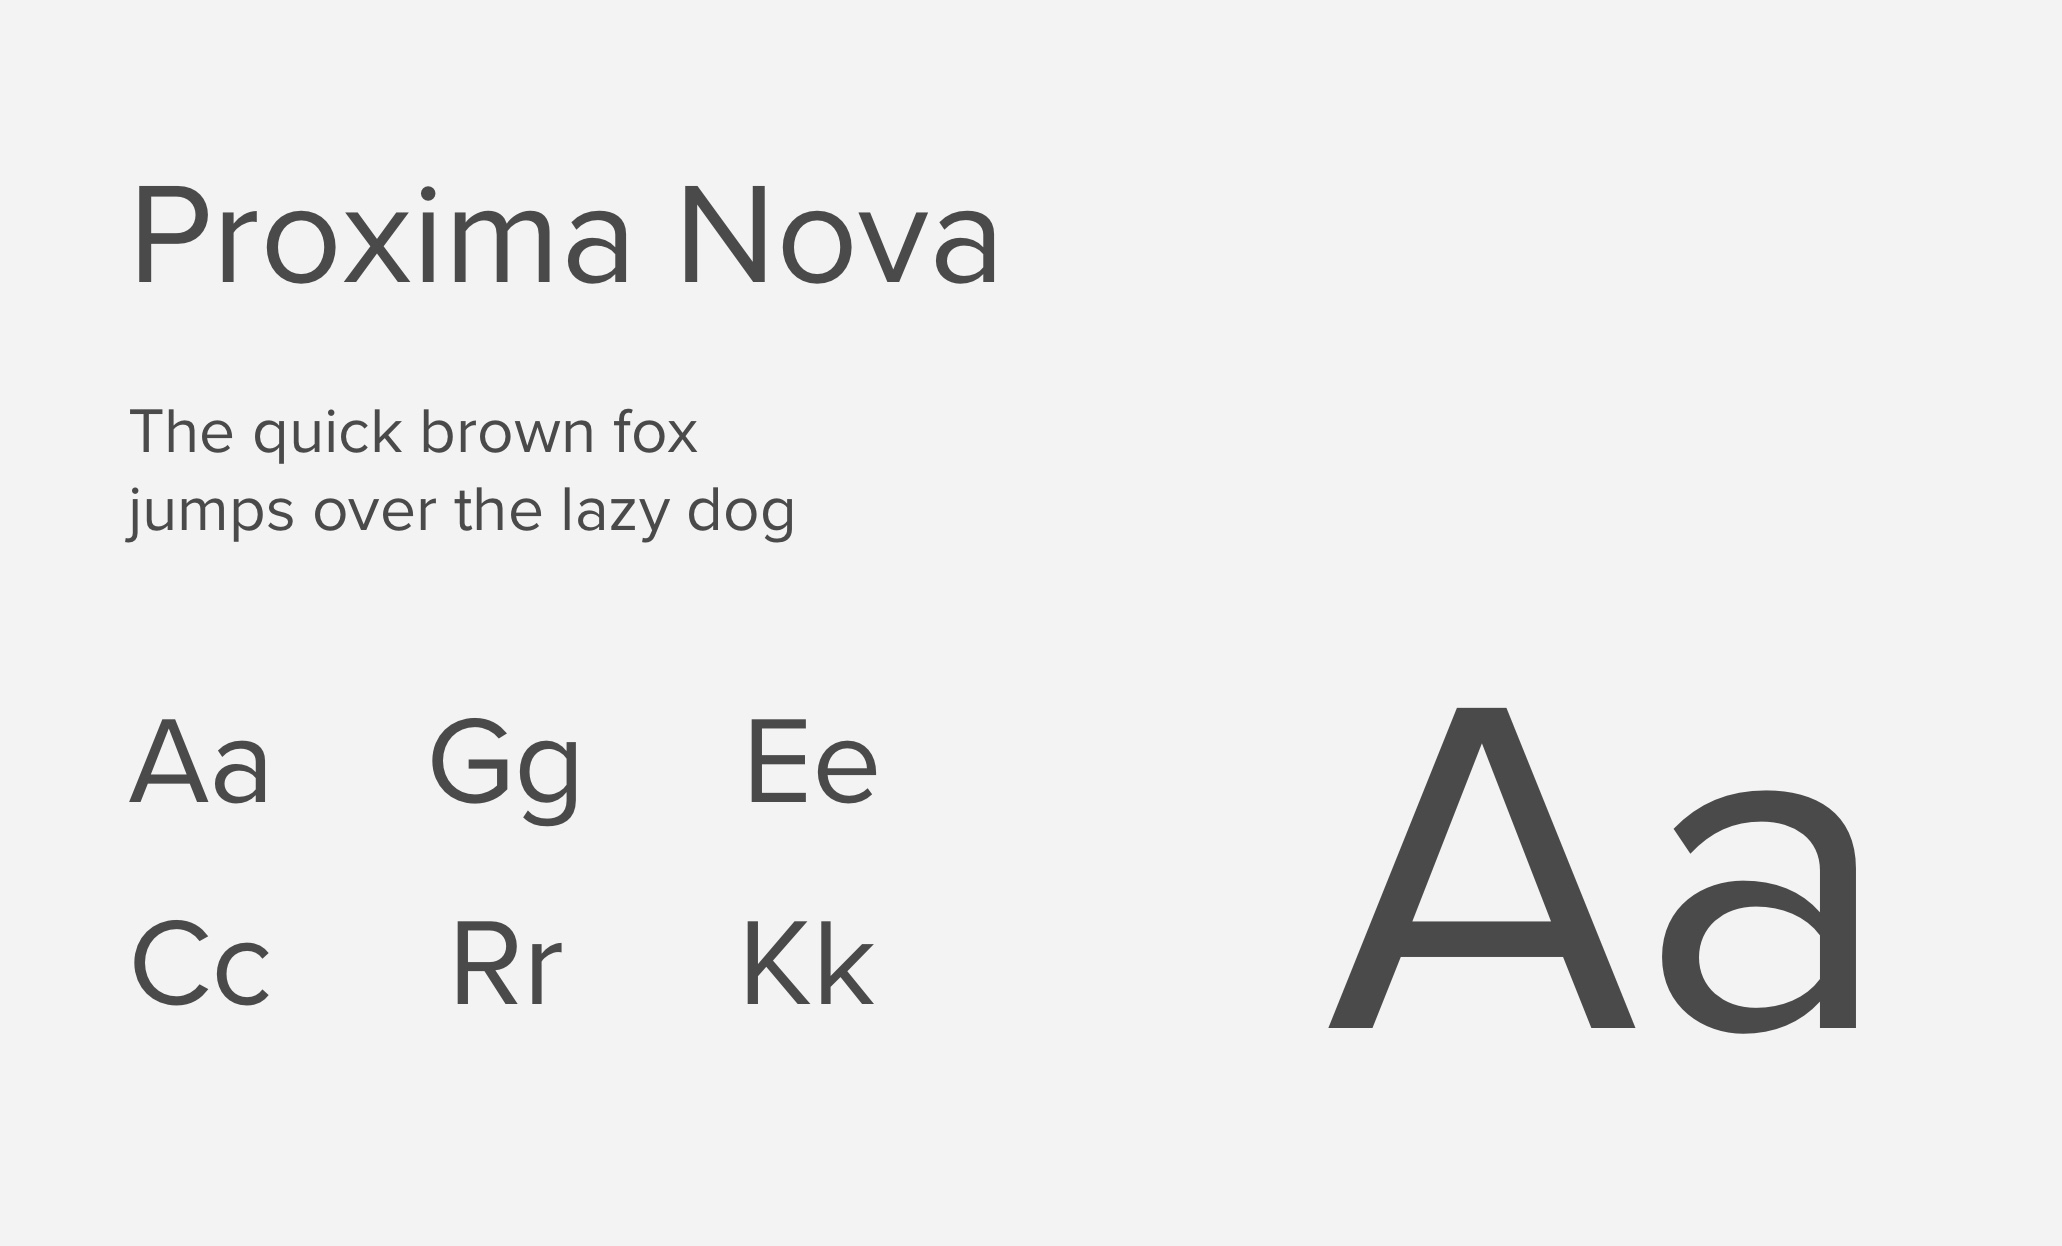 Proxima Nova
The quick brown fox
jumps over the lazy dog
Aa Gg Ee
Cc Rr Kk
Aa